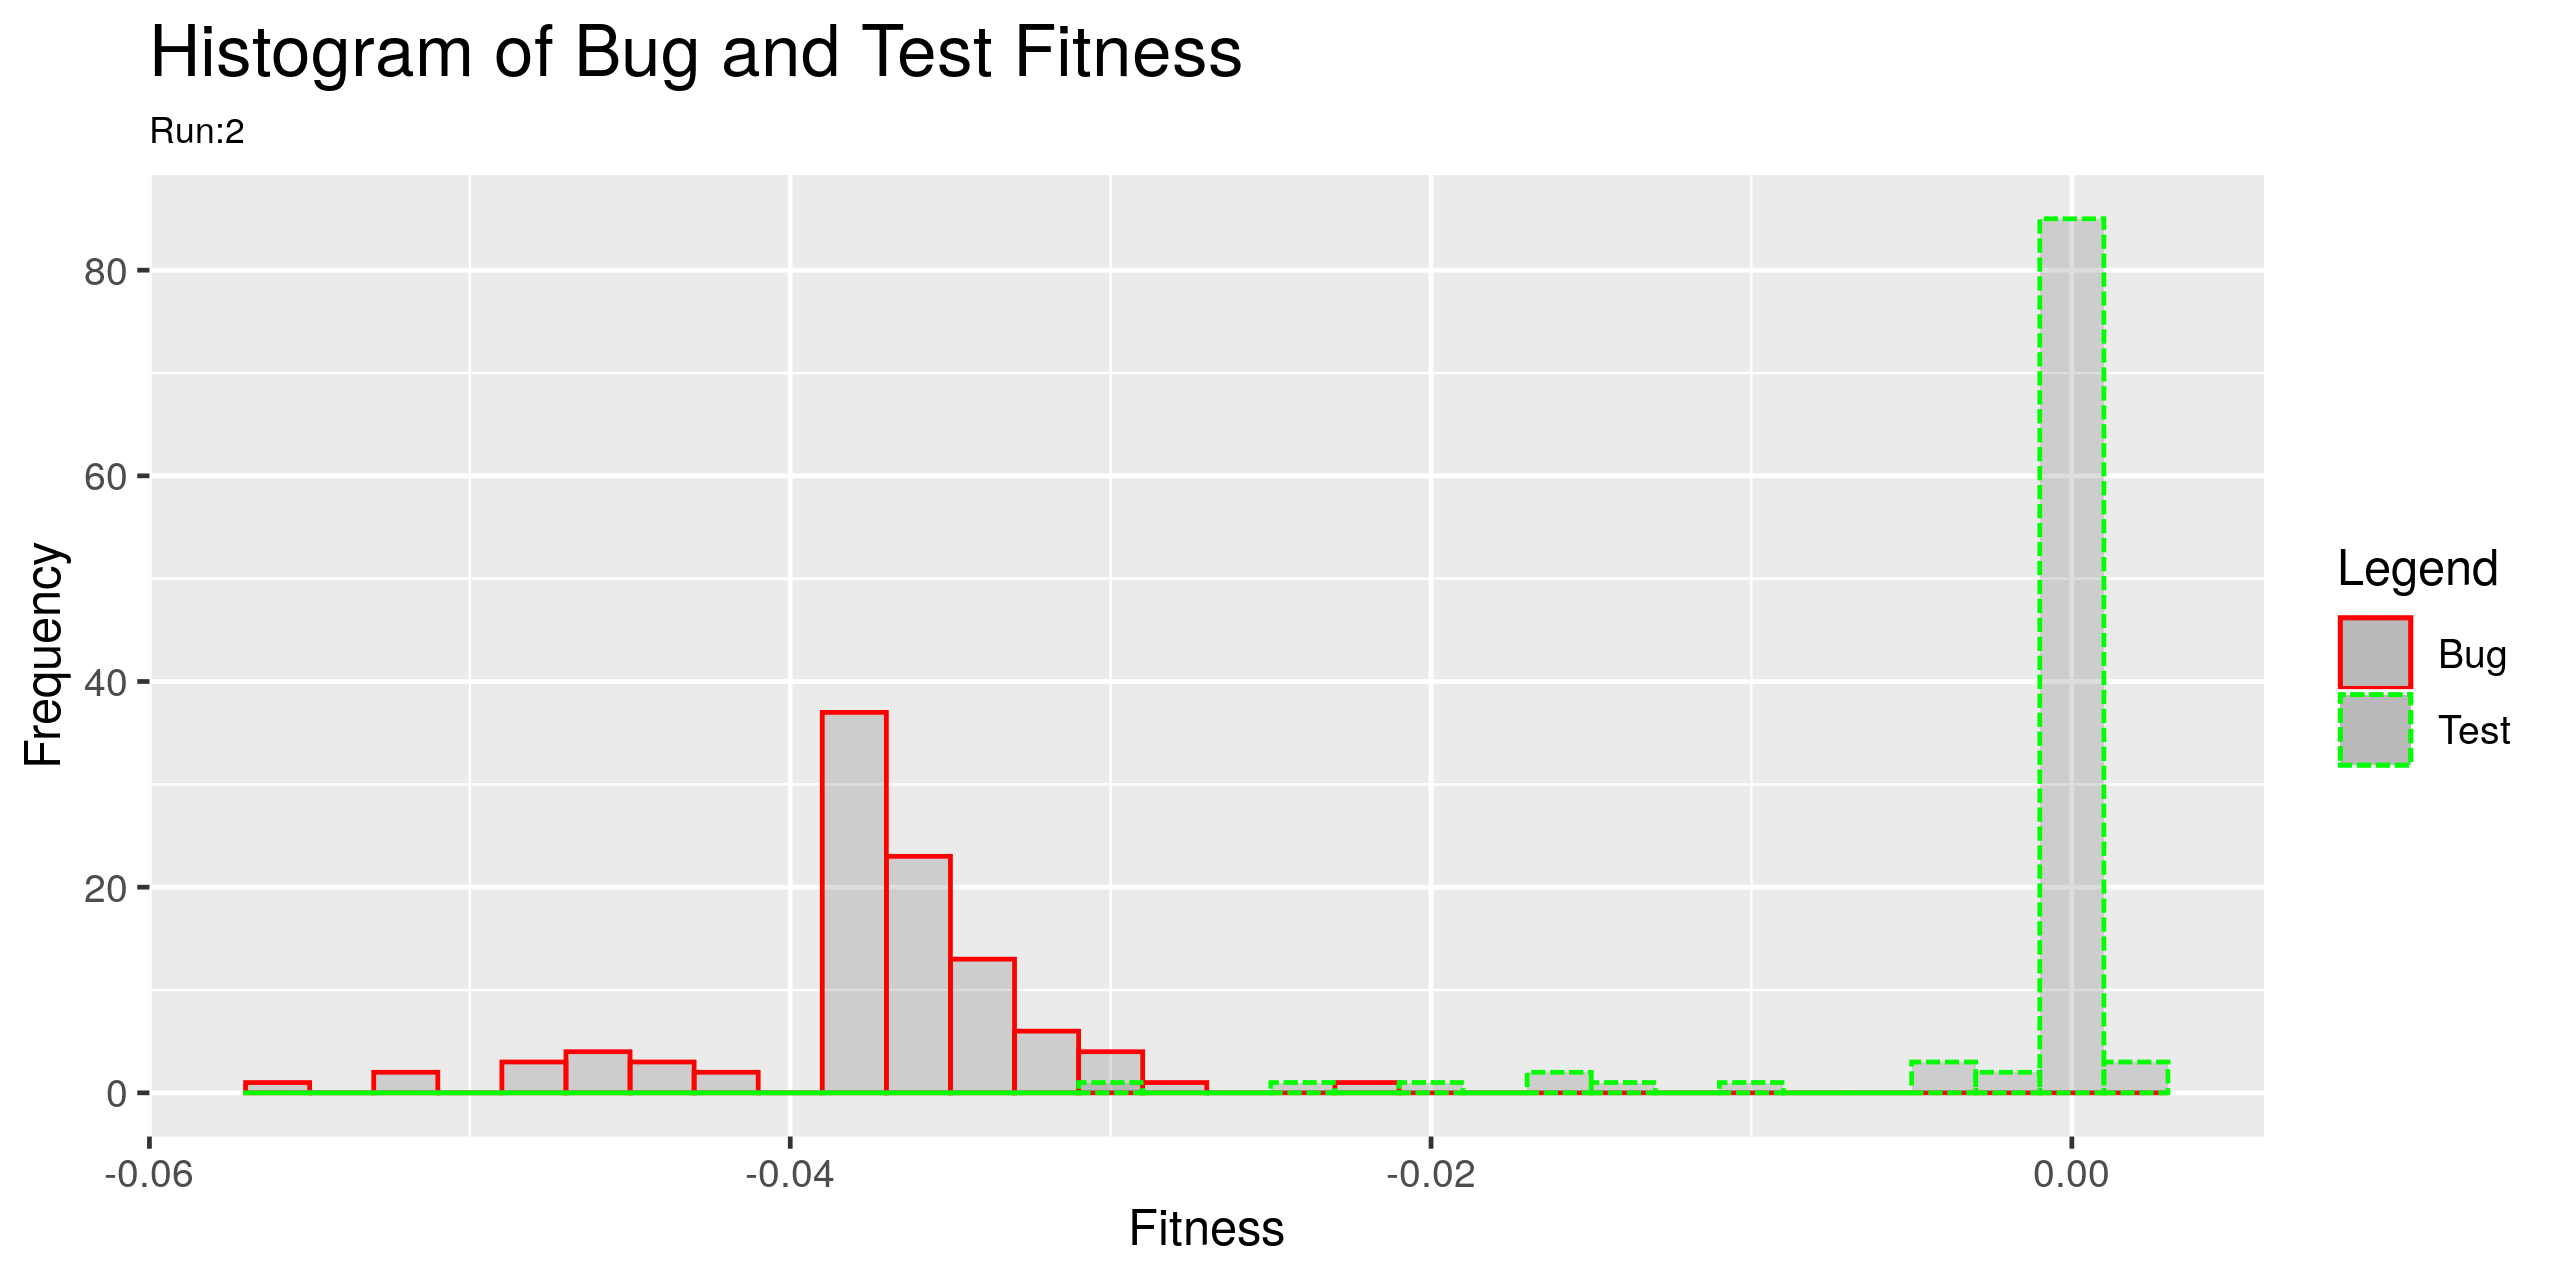 Histogram of Bug and Test Fitness
Run:2
80
60
40
20
0
Frequency
-0.06
-0.04
-0.02
0.00
Fitness
Legend
Bug
Test